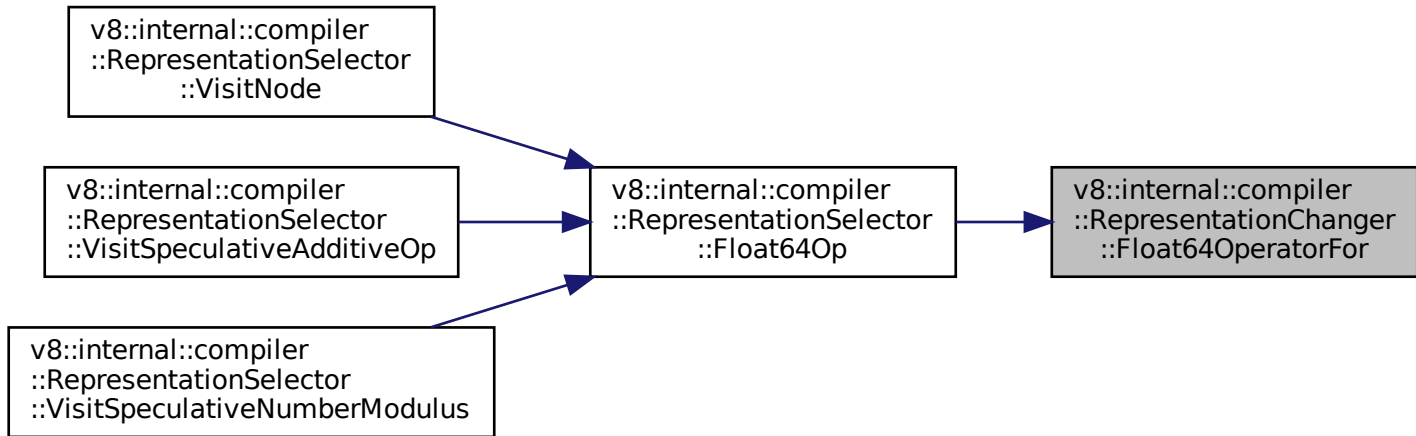 v8::internal::compiler
::RepresentationSelector
::VisitNode
v8::internal::compiler
::RepresentationSelector
::VisitSpeculativeAdditiveOp
v8::internal::compiler
::RepresentationSelector
::VisitSpeculativeNumberModulus
v8::internal::compiler
::RepresentationSelector
::Float64Op
v8::internal::compiler
::RepresentationChanger
::Float64OperatorFor